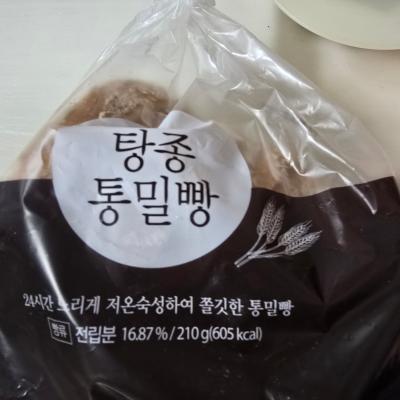 탕종
통밀빵
24시간 느리게 저온숙성하여 쫄깃한 통밀빵
빵류 전립분 16.87% / 210 g(605 kcal)